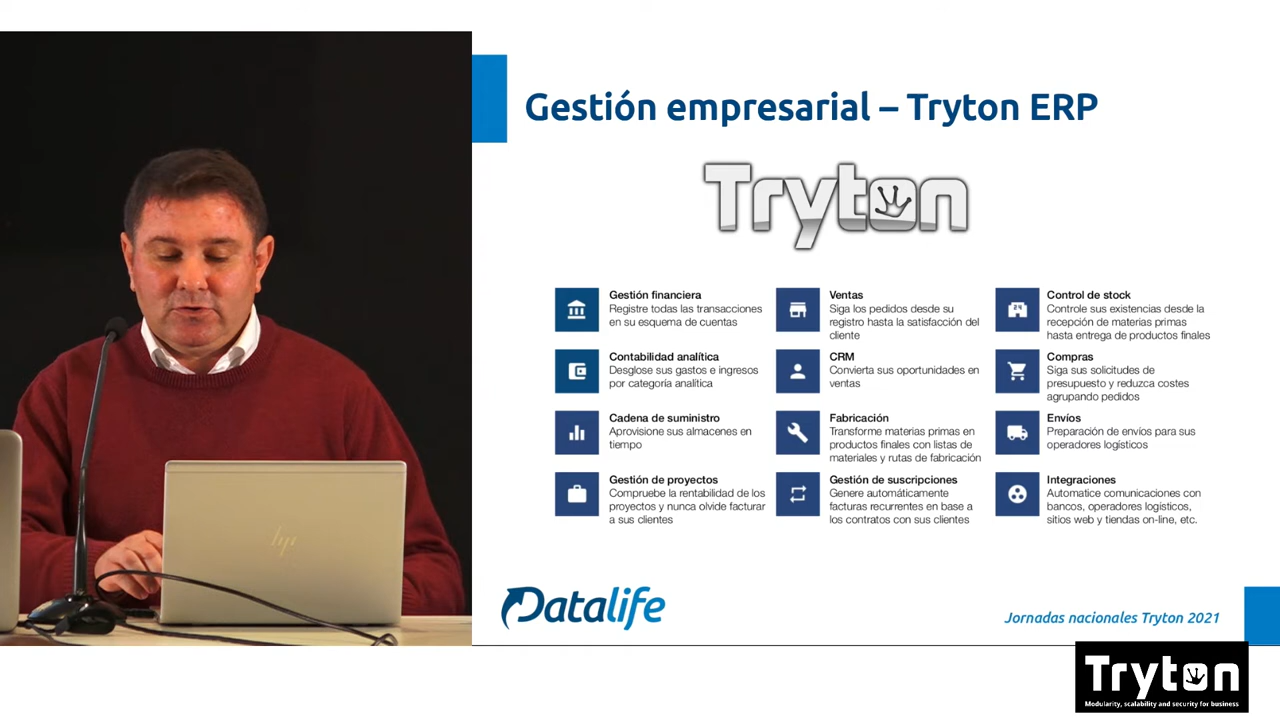 Gestión empresarial – Tryton ERP
Tryton
Gestión financiera
Registre todas las transacciones
en su esquema de cuentas
Ventas
Siga los pedidos desde su
registro hasta la satisfacción del
cliente
Control de stock
Controle sus existencias desde la
recepción de materias primas
hasta entrega de productos finales
Contabilidad analítica
Desglose sus gastos e ingresos
por categoría analítica
CRM
Convierta sus oportunidades en
ventas
Compras
Siga sus solicitudes de
presupuesto y reduzca costes
agrupando pedidos
Cadena de suministro
Aprovisione sus almacenes en
tiempo
Fabricación
Transforme materias primas en
productos finales con listas de
materiales y rutas de fabricación
Envíos
Preparación de envíos para sus
operadores logísticos
Gestión de proyectos
Compruebe la rentabilidad de los
proyectos y nunca olvide facturar
a sus clientes
Gestión de suscripciones
Genere automáticamente
facturas recurrentes en base a
los contratos con sus clientes
Integraciones
Automatice comunicaciones con
bancos, operadores logísticos,
sitios web y tiendas on-line, etc.
hp
Datalife
Jornadas nacionales Tryton 2021
Tryton
Modularity, scalability and security for business